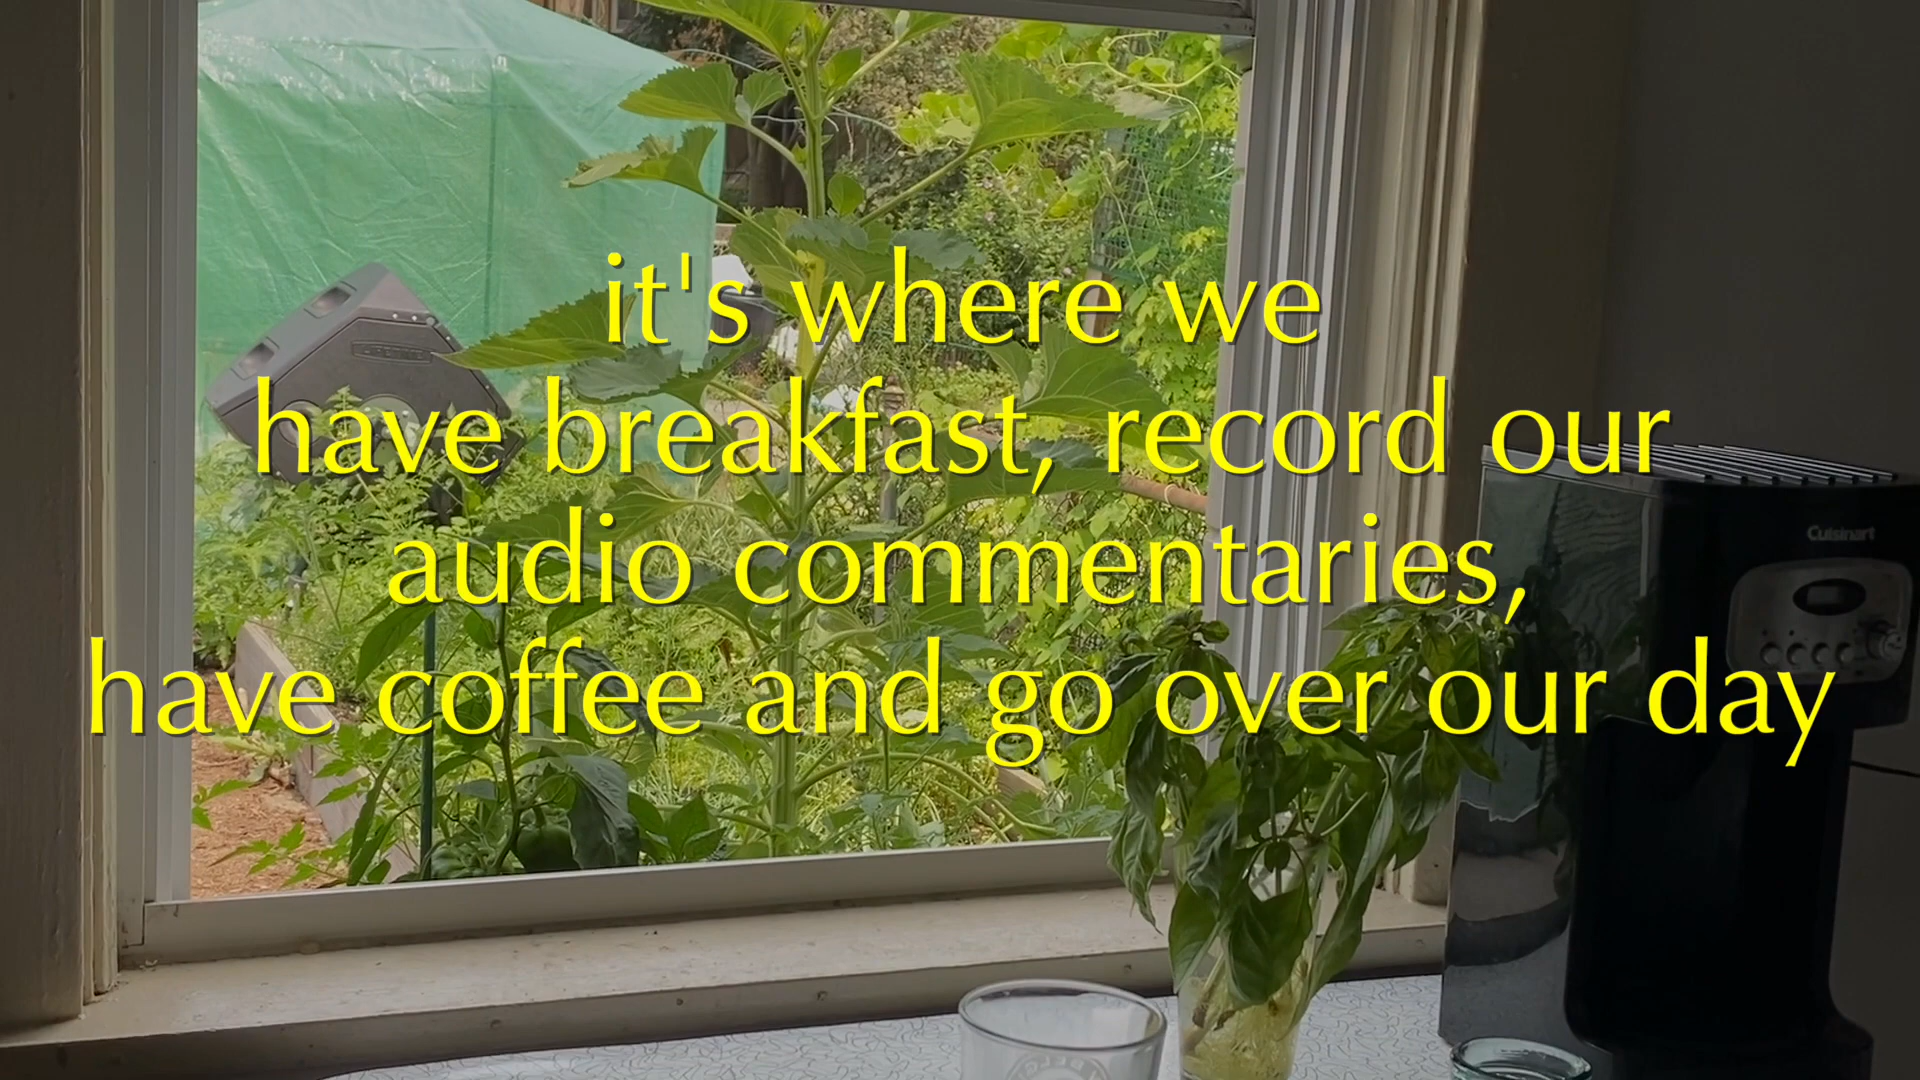 it's where we
have breakfast, record our
audio commentaries,
have coffee and go over our day
Cuisinart